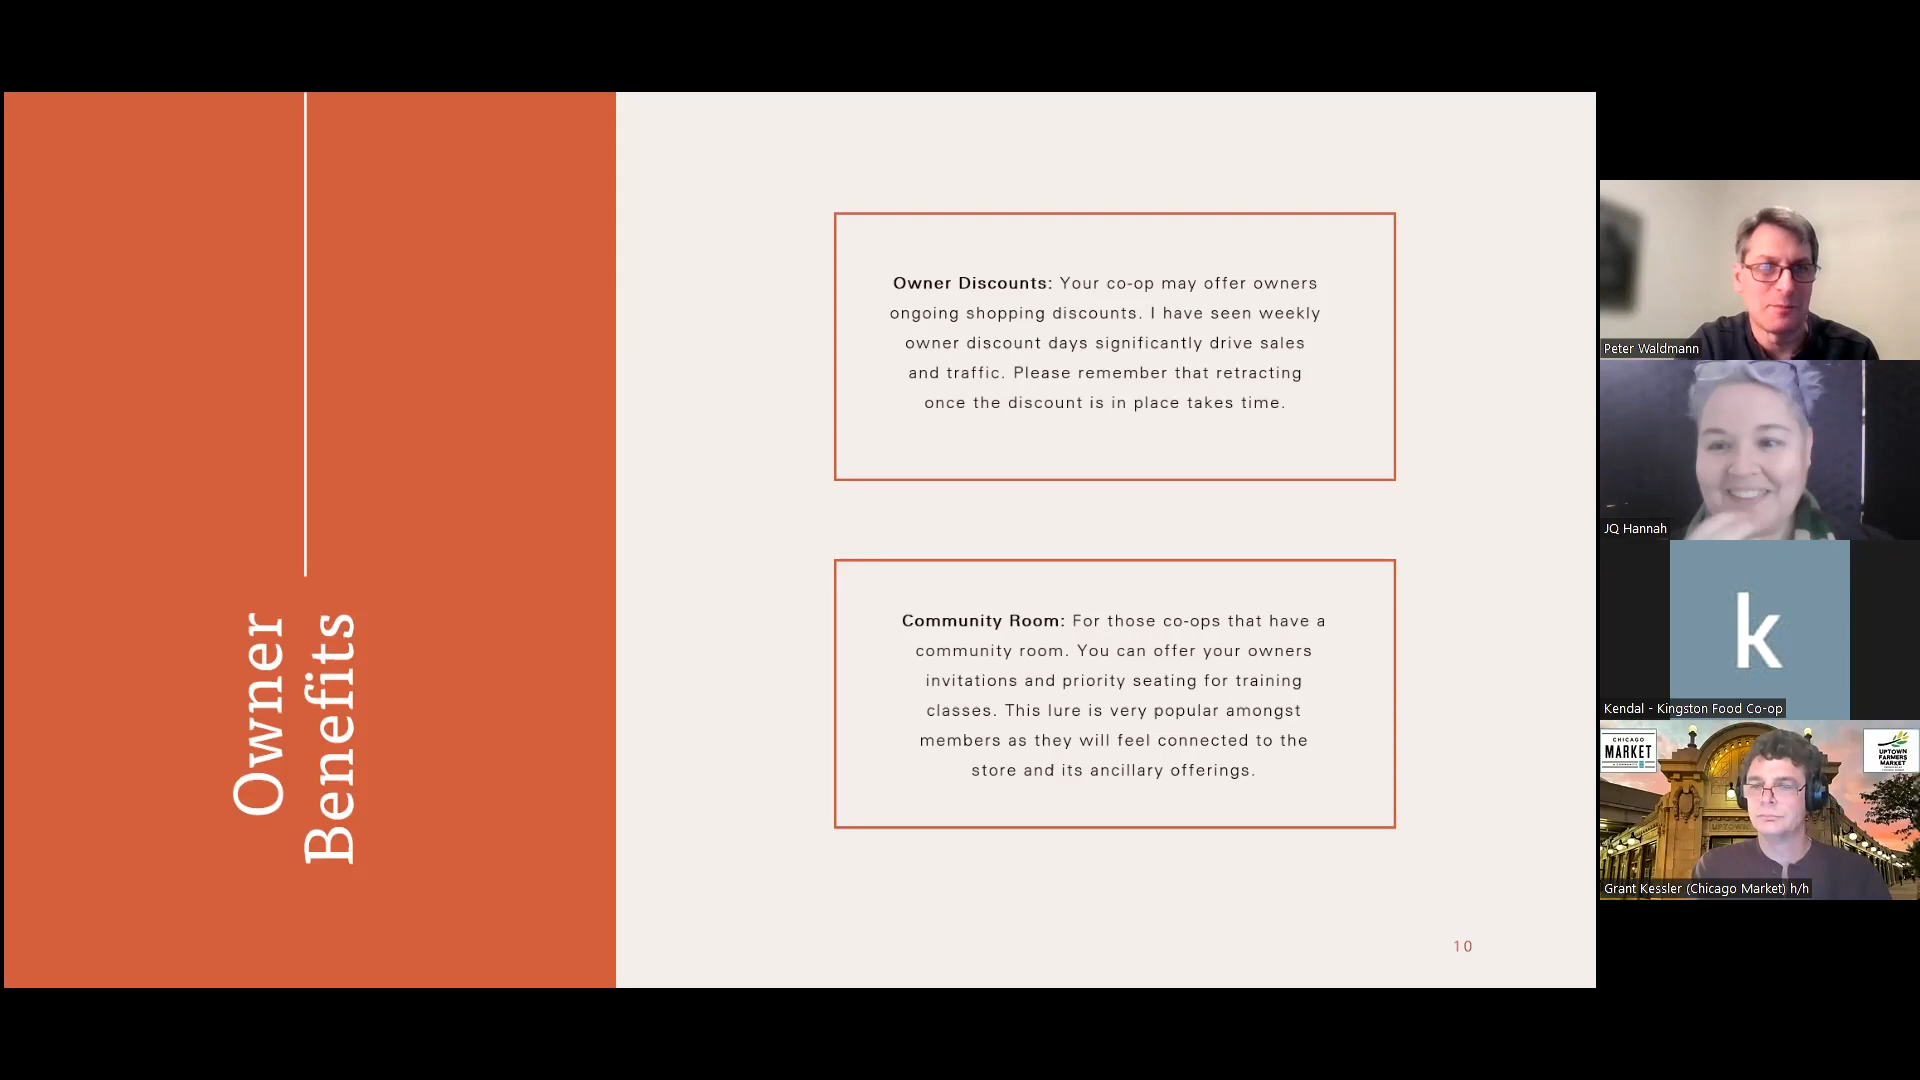 Owner
Benefits
Owner Discounts: Your co-op may offer owners
ongoing shopping discounts. I have seen weekly
owner discount days significantly drive sales
and traffic. Please remember that retracting
once the discount is in place takes time.
Community Room: For those co-ops that have a
community room. You can offer your owners
invitations and priority seating for training
classes. This lure is very popular amongst
members as they will feel connected to the
store and its ancillary offerings.
10
Peter Waldmann
JQ Hannah
k
Kendal - Kingston Food Co-op
CHICAGO
MARKET
UPTOWN
FARMERS
MARKET
UPTOWN
Grant Kessler (Chicago Market) h/h